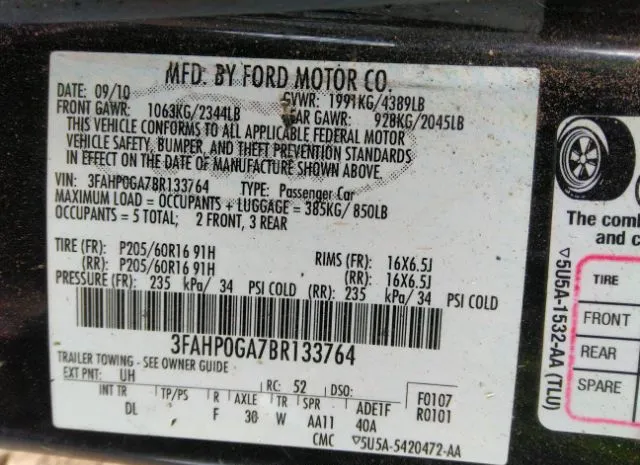 MFD. BY FORD MOTOR CO.
DATE: 09/10 GVWR: 1991KG/4389LB
FRONT GAWR: 1063KG/2344LB REAR GAWR: 928KG/2045LB
THIS VEHICLE CONFORMS TO ALL APPLICABLE FEDERAL MOTOR
VEHICLE SAFETY, BUMPER, AND THEFT PREVENTION STANDARDS
IN EFFECT ON THE DATE OF MANUFACTURE SHOWN ABOVE.
VIN: 3FAHP0GA7BR133764 TYPE: Passenger Car
MAXIMUM LOAD = OCCUPANTS + LUGGAGE = 385KG/850LB
OCCUPANTS = 5 TOTAL; 2 FRONT, 3 REAR
TIRE (FR): P205/60R16 91H RIMS (FR): 16X6.5J
(RR): P205/60R16 91H (RR): 16X6.5J
PRESSURE (FR): 235 kPa/ 34 PSI COLD (RR): 235 kPa/ 34 PSI COLD
3FAHP0GA7BR133764
TRAILER TOWING - SEE OWNER GUIDE
EXT PNT: UH RC: 52 DSO: F0107
INT TR TP/PS R AXLE TR SPR ADE1F R0101
DL F 30 W AA11 40A
CMC ▽5U5A-5420472-AA
The comb
and c
▽5U5A-1532-AA (TLU)
TIRE
FRONT
REAR
SPARE